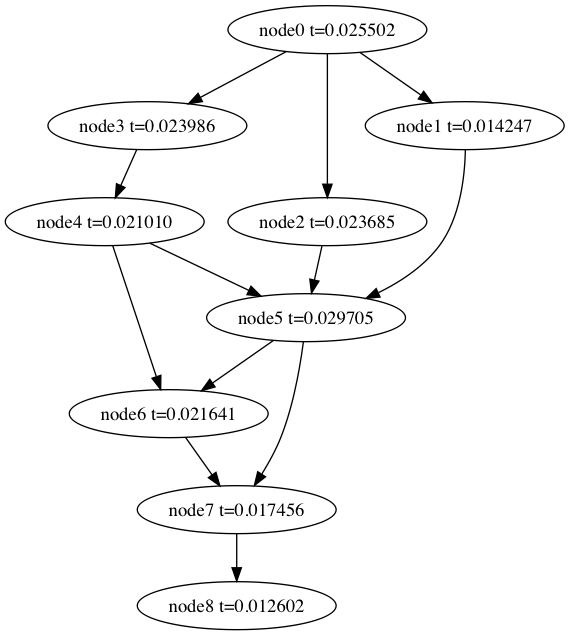 node0 t=0.025502
node3 t=0.023986
node1 t=0.014247
node4 t=0.021010
node2 t=0.023685
node5 t=0.029705
node6 t=0.021641
node7 t=0.017456
node8 t=0.012602